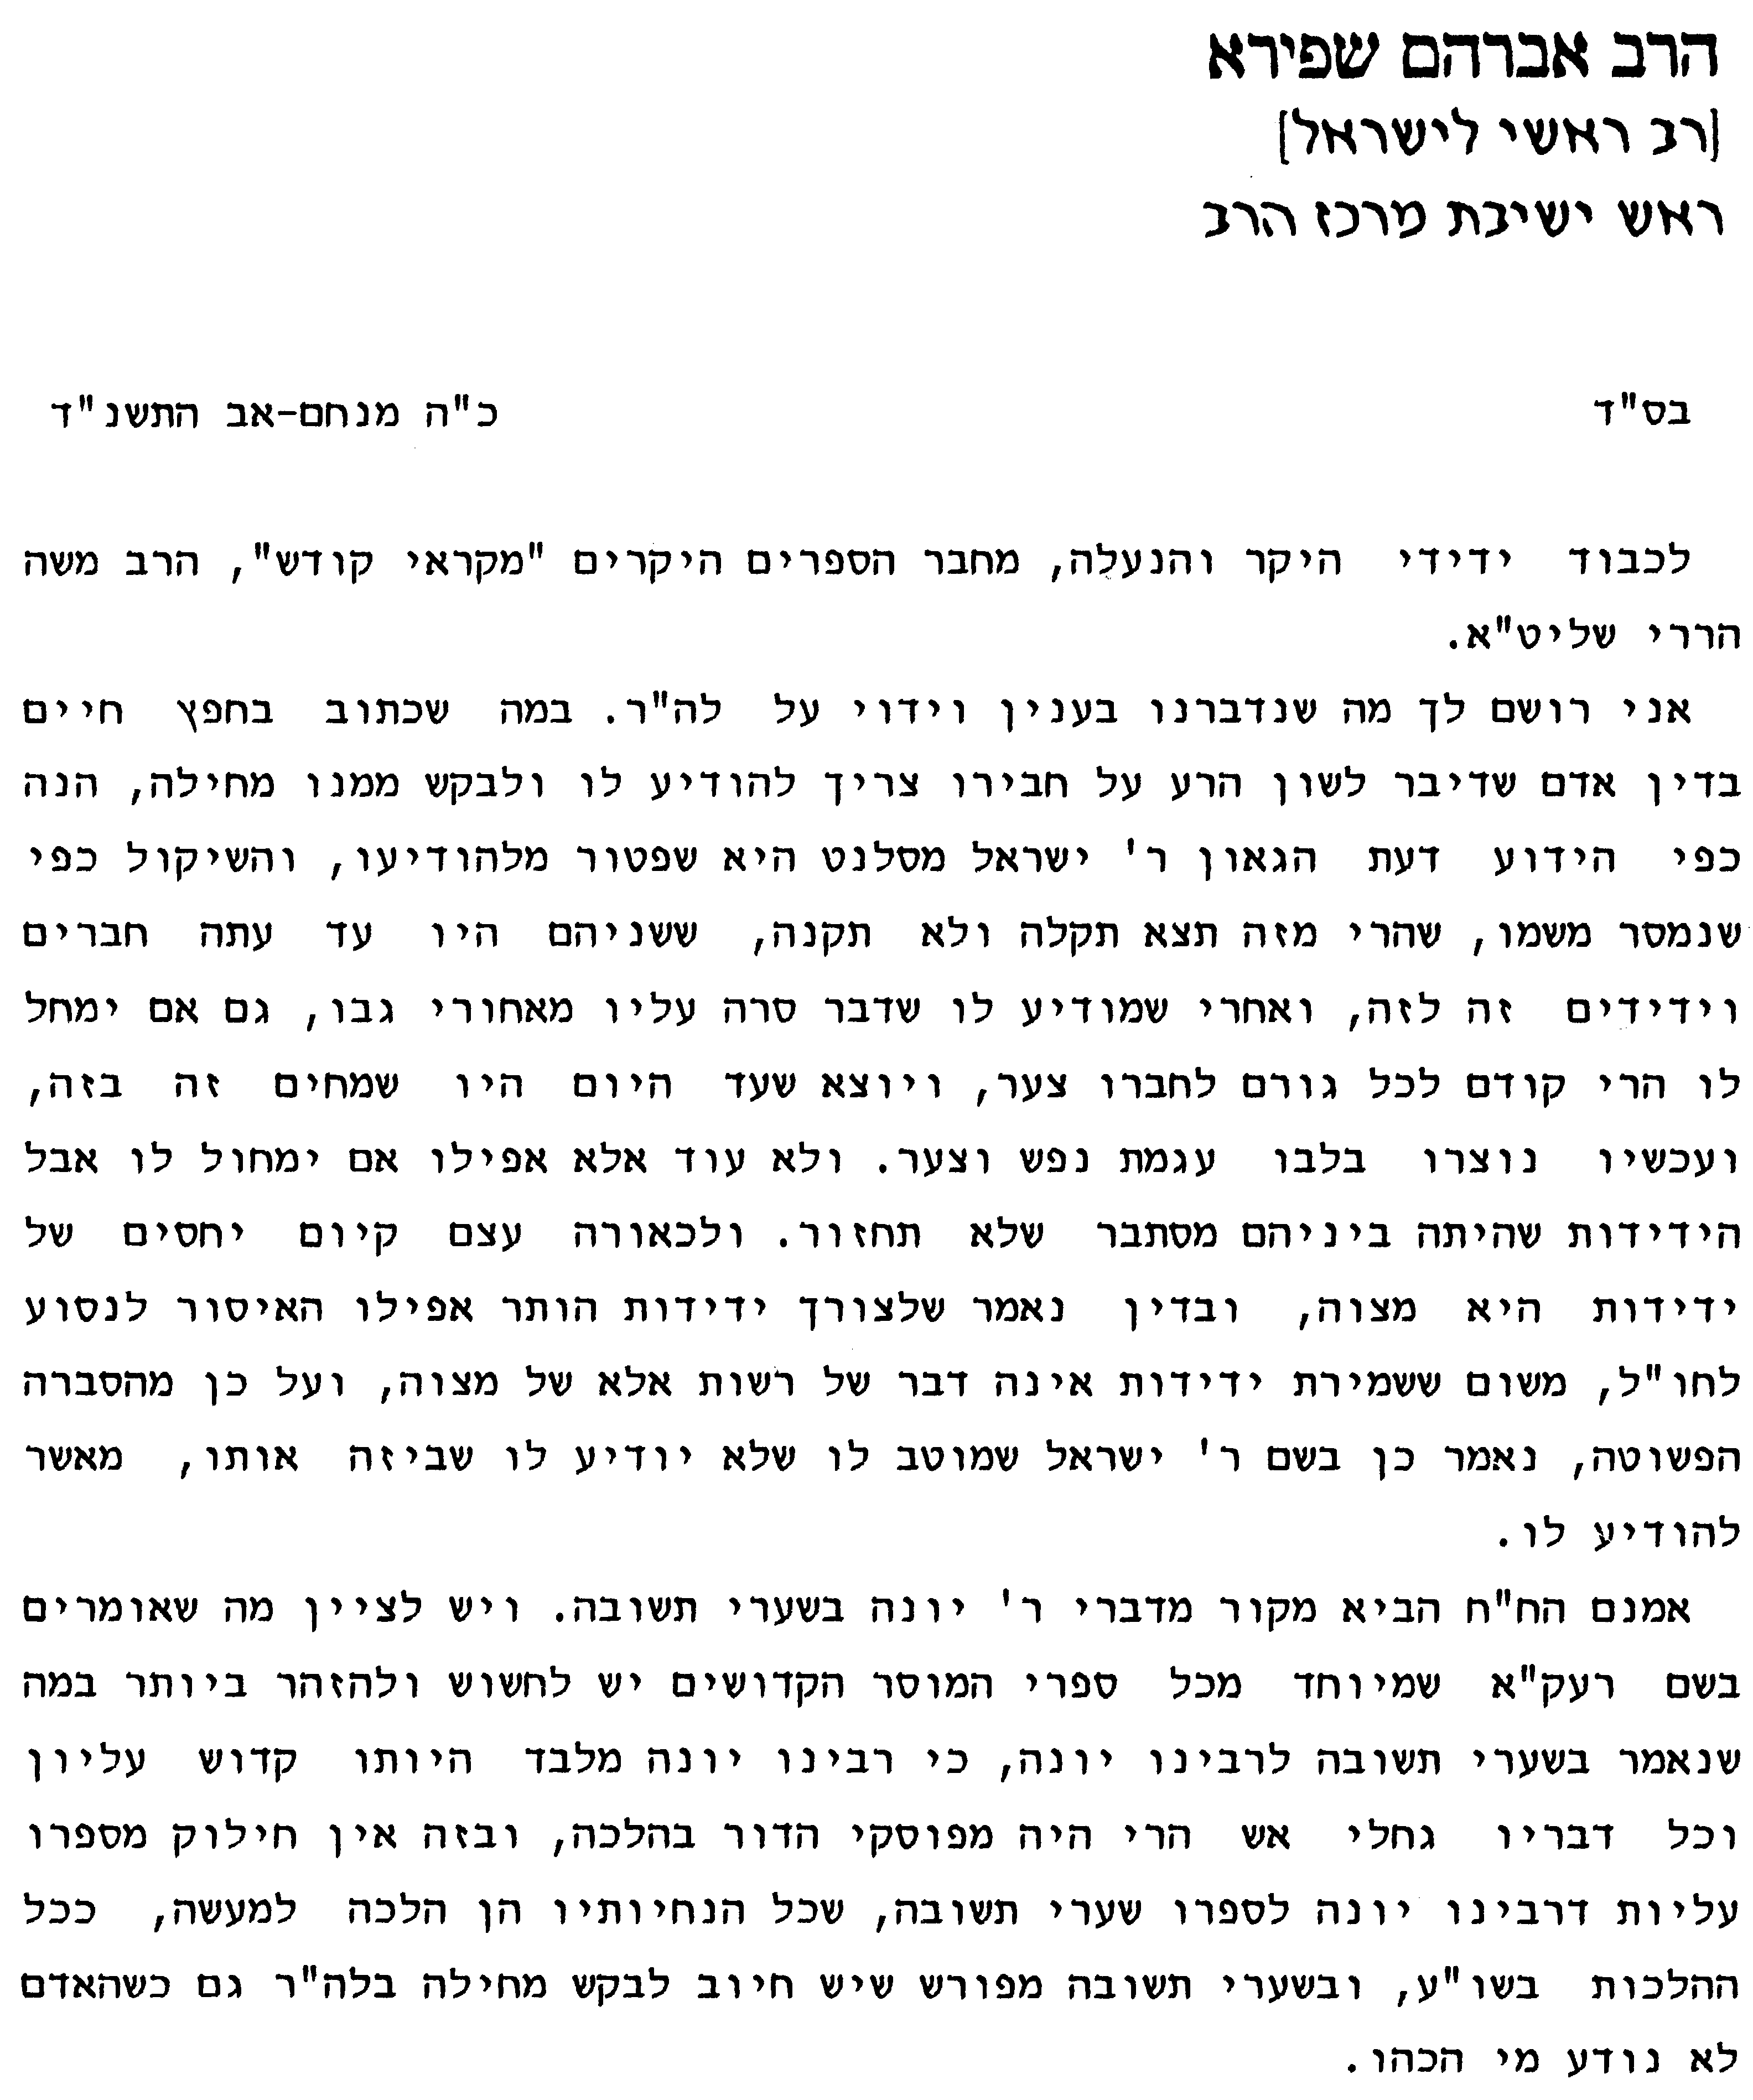 הרב אברהם שפירא
[רב ראשי לישראל]
ראש ישיבת מרכז הרב
בס"ד
כ"ה מנחם-אב התשנ"ד
לכבוד ידידי היקר והנעלה, מחבר הספרים היקרים "מקראי קודש", הרב משה
הררי שליט"א.
אני רושם לך מה שנדברנו בענין וידוי על לה"ר. במה שכתוב בחפץ חיים
בדין אדם שדיבר לשון הרע על חבירו צריך להודיע לו ולבקש ממנו מחילה, הנה
כפי הידוע דעת הגאון ר' ישראל מסלנט היא שפטור מלהודיעו, והשיקול כפי
שנמסר משמו, שהרי מזה תצא תקלה ולא תקנה, ששניהם היו עד עתה חברים
וידידים זה לזה, ואחרי שמודיע לו שדבר סרה עליו מאחורי גבו, גם אם ימחל
לו הרי קודם לכל גורם לחברו צער, ויוצא שעד היום היו שמחים זה בזה,
ועכשיו נוצרו בלבו עגמת נפש וצער. ולא עוד אלא אפילו אם ימחול לו אבל
הידידות שהיתה ביניהם מסתבר שלא תחזור. ולכאורה עצם קיום יחסים של
ידידות היא מצוה, ובדין נאמר שלצורך ידידות הותר אפילו האיסור לנסוע
לחו"ל, משום ששמירת ידידות אינה דבר של רשות אלא של מצוה, ועל כן מהסברה
הפשוטה, נאמר כן בשם ר' ישראל שמוטב לו שלא יודיע לו שביזה אותו, מאשר
להודיע לו.
אמנם הח"ח הביא מקור מדברי ר' יונה בשערי תשובה. ויש לציין מה שאומרים
בשם רעק"א שמיוחד מכל ספרי המוסר הקדושים יש לחשוש ולהזהר ביותר במה
שנאמר בשערי תשובה לרבינו יונה, כי רבינו יונה מלבד היותו קדוש עליון
וכל דבריו גחלי אש הרי היה מפוסקי הדור בהלכה, ובזה אין חילוק מספרו
עליות דרבינו יונה לספרו שערי תשובה, שכל הנחיותיו הן הלכה למעשה, ככל
ההלכות בשו"ע, ובשערי תשובה מפורש שיש חיוב לבקש מחילה בלה"ר גם כשהאדם
לא נודע מי הכהו.